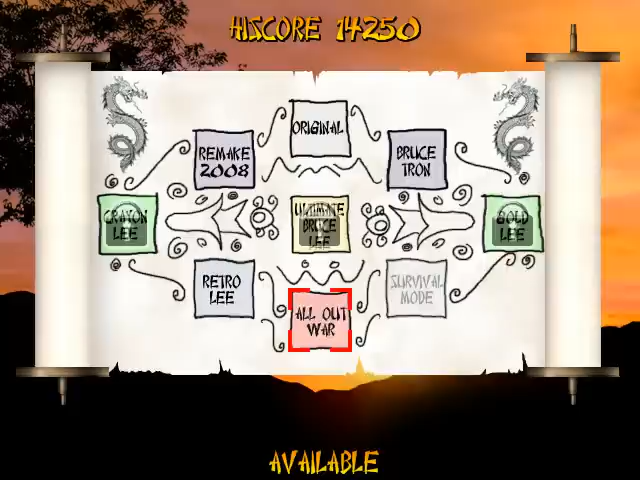 HISCORE 14250
ORIGINAL
REMAKE
2008
BRUCE
TRON
CRAYON
LEE
ULTIMATE
BRUCE
LEE
GOLD
LEE
RETRO
LEE
SURVIVAL
MODE
ALL OUT
WAR
AVAILABLE